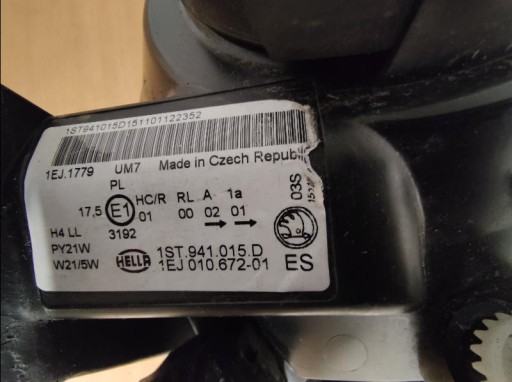 1ST941015D151101122352
1EJ.1779 UM7 Made in Czech Republi
PL
17,5 E1 HC/R RL A 1a
01 00 02 01
H4 LL 3192
PY21W
W21/5W HELLA 1ST.941.015.D
1EJ 010.672-01 ES
03S